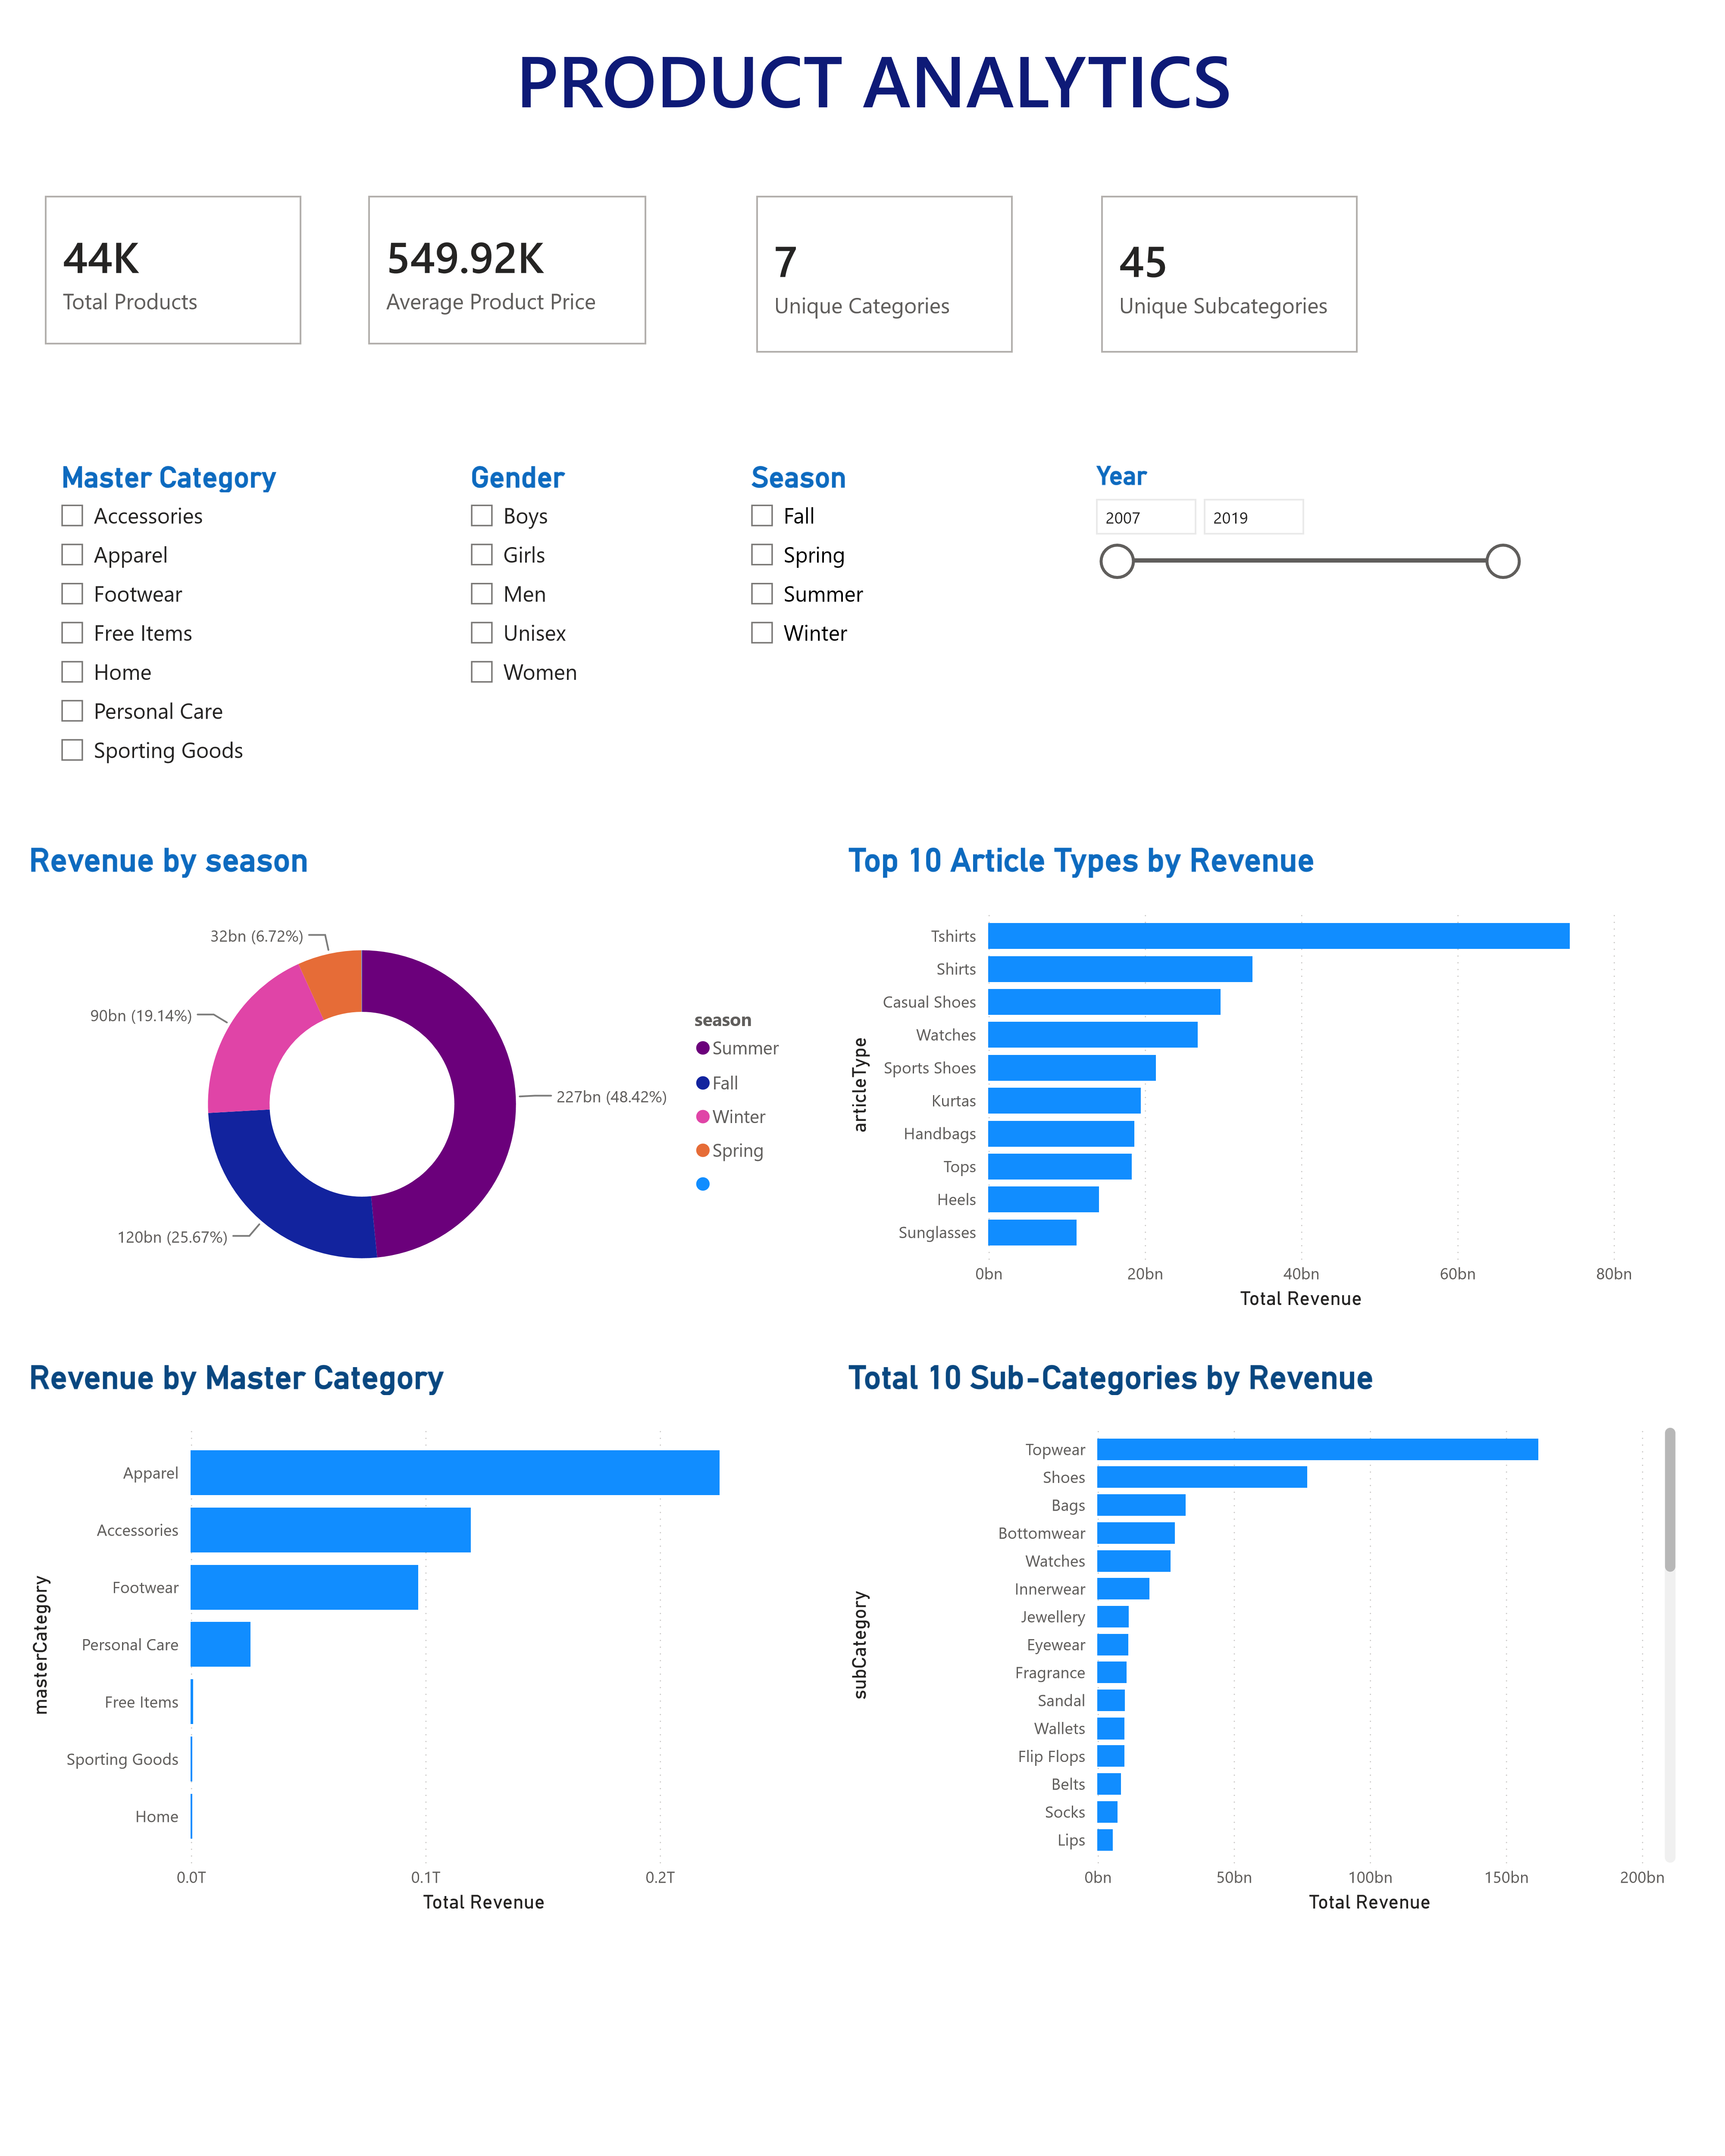 PRODUCT ANALYTICS
44K
Total Products
549.92K
Average Product Price
7
Unique Categories
45
Unique Subcategories
Master Category
Accessories
Apparel
Footwear
Free Items
Home
Personal Care
Sporting Goods
Gender
Boys
Girls
Men
Unisex
Women
Season
Fall
Spring
Summer
Winter
Year
2007
2019
Revenue by season
32bn (6.72%)
90bn (19.14%)
227bn (48.42%)
120bn (25.67%)
season
Summer
Fall
Winter
Spring
Top 10 Article Types by Revenue
articleType
Tshirts
Shirts
Casual Shoes
Watches
Sports Shoes
Kurtas
Handbags
Tops
Heels
Sunglasses
0bn 20bn 40bn 60bn 80bn
Total Revenue
Revenue by Master Category
masterCategory
Apparel
Accessories
Footwear
Personal Care
Free Items
Sporting Goods
Home
0.0T 0.1T 0.2T
Total Revenue
Total 10 Sub-Categories by Revenue
subCategory
Topwear
Shoes
Bags
Bottomwear
Watches
Innerwear
Jewellery
Eyewear
Fragrance
Sandal
Wallets
Flip Flops
Belts
Socks
Lips
0bn 50bn 100bn 150bn 200bn
Total Revenue